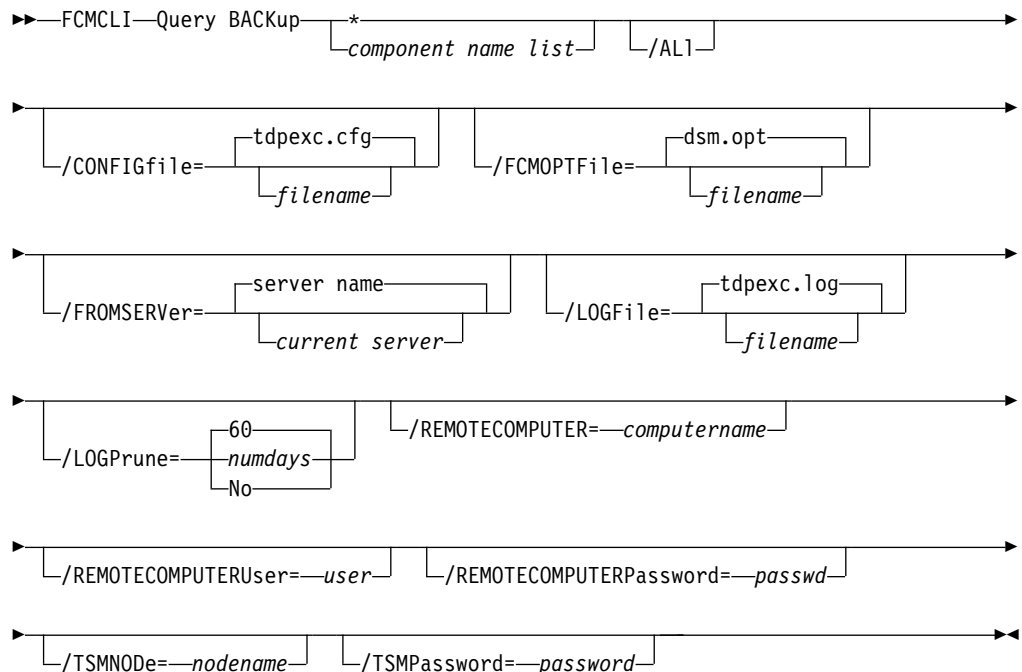 FCMCLI Query BACKup *
component name list /ALl
tdpexc.cfg dsm.opt
/CONFIGfile= /FCMOPTFile=
filename filename
server name tdpexc.log
/FROMSERVer= /LOGFile=
current server filename
60 /REMOTECOMPUTER= computername
/LOGPrune= numdays
No
/REMOTECOMPUTERUser= user /REMOTECOMPUTERPassword= passwd
/TSMNODe= nodename /TSMPassword= password